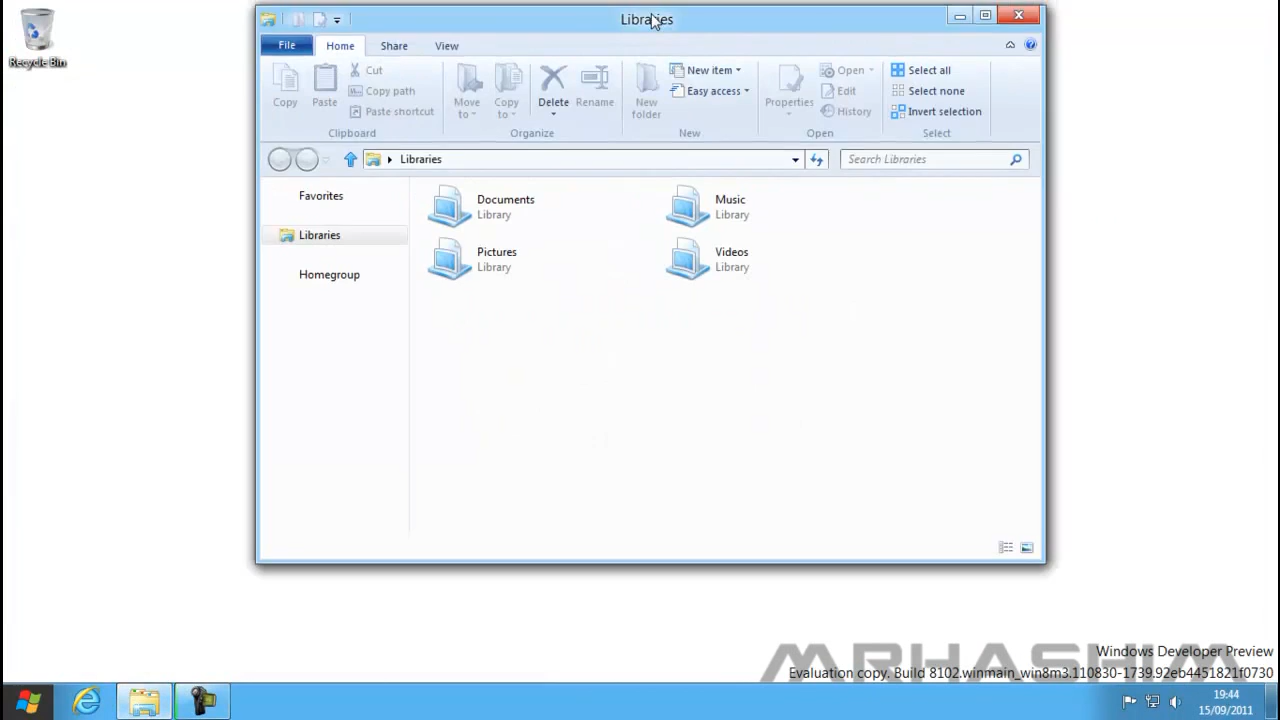 Recycle Bin
Libraries
File Home Share View
Copy
Paste
Cut
Copy path
Paste shortcut
Clipboard
Move to
Copy to
Delete
Rename
Organize
New folder
New item
Easy access
New
Properties
Open
Edit
History
Open
Select all
Select none
Invert selection
Select
Libraries
Search Libraries
Favorites
Libraries
Homegroup
Documents
Library
Music
Library
Pictures
Library
Videos
Library
MRHASHIM
Windows Developer Preview
Evaluation copy. Build 8102.winmain_win8m3.110830-1739.92eb4451821f0730
19:44
15/09/2011